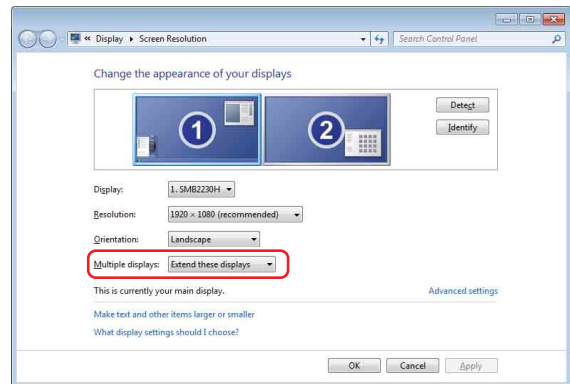 « Display ▸ Screen Resolution
Search Control Panel
Change the appearance of your displays
1
2
Detect
Identify
Display: 1. SMB2230H
Resolution: 1920 × 1080 (recommended)
Orientation: Landscape
Multiple displays: Extend these displays
This is currently your main display. Advanced settings
Make text and other items larger or smaller
What display settings should I choose?
OK Cancel Apply